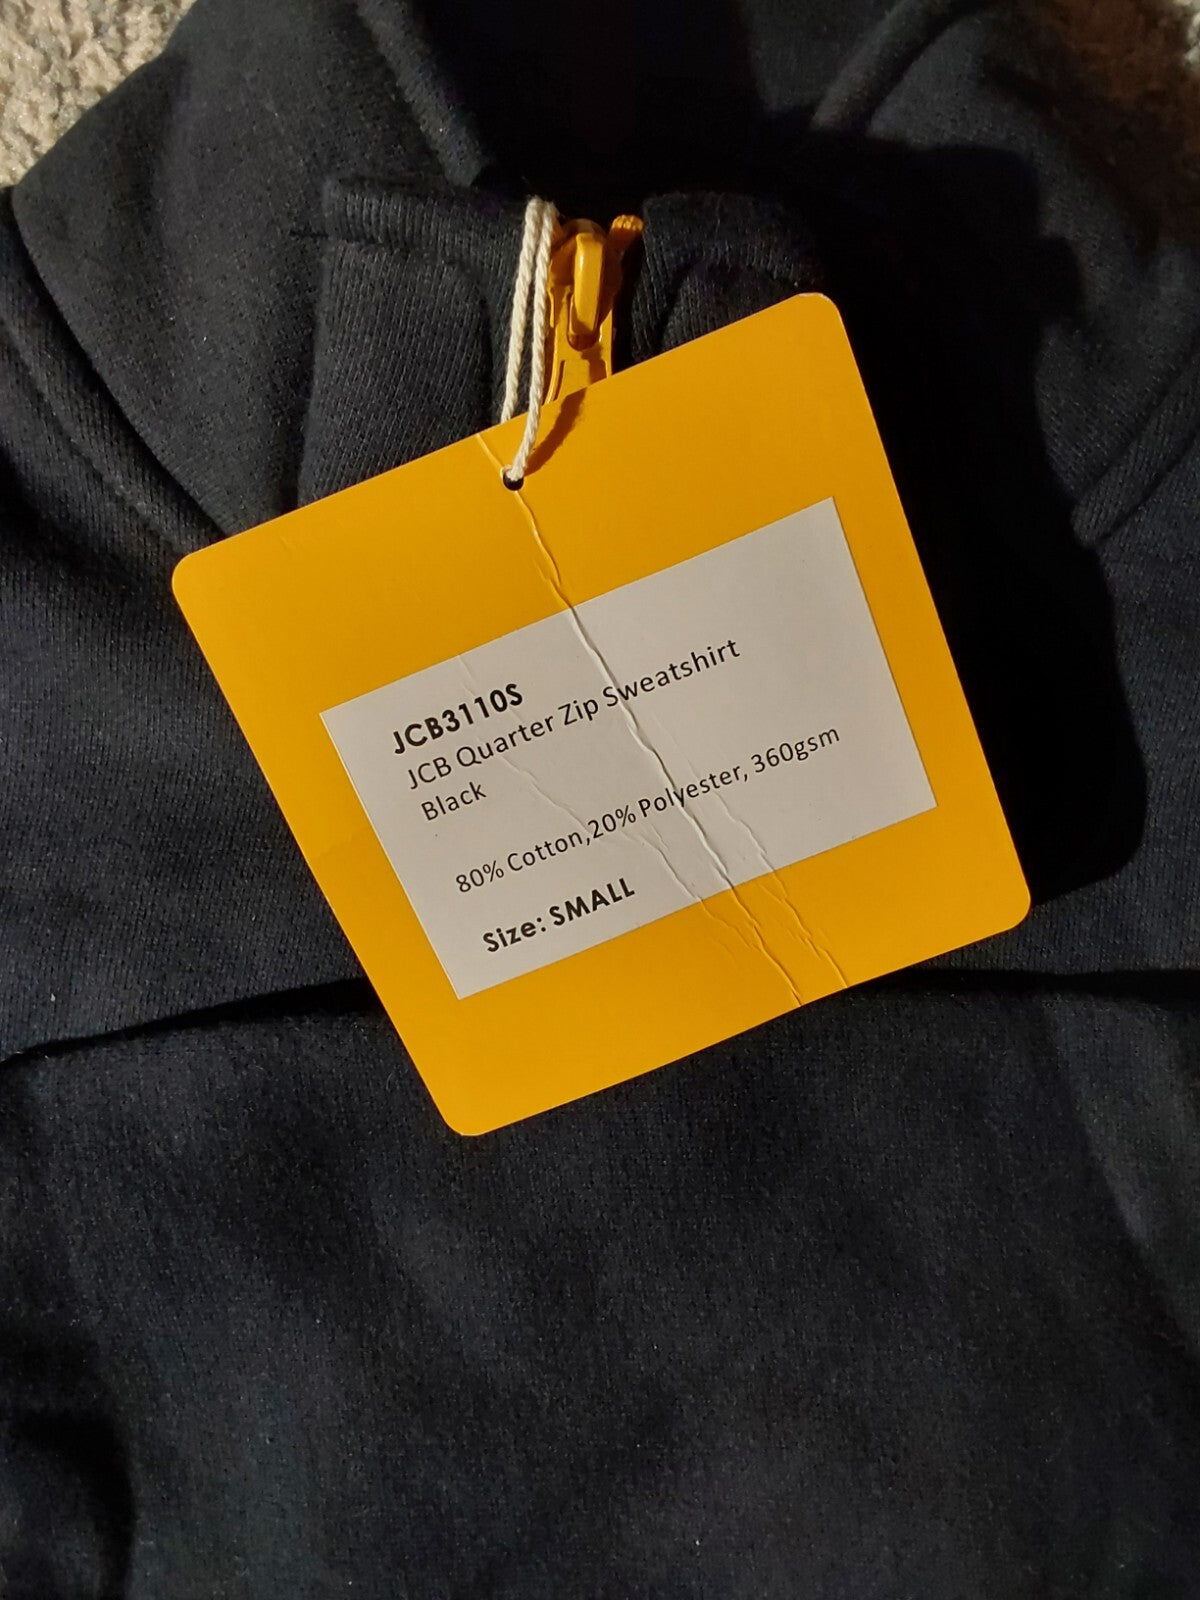 JCB3110S
JCB Quarter Zip Sweatshirt
Black
80% Cotton,20% Polyester, 360gsm
Size: SMALL